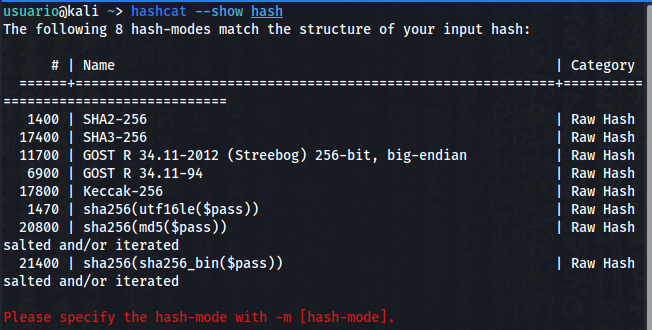 usuario@kali ~> hashcat --show hash
The following 8 hash-modes match the structure of your input hash:
# | Name | Category
======+============================================================+==========
============================
1400 | SHA2-256 | Raw Hash
17400 | SHA3-256 | Raw Hash
11700 | GOST R 34.11-2012 (Streebog) 256-bit, big-endian | Raw Hash
6900 | GOST R 34.11-94 | Raw Hash
17800 | Keccak-256 | Raw Hash
1470 | sha256(utf16le($pass)) | Raw Hash
20800 | sha256(md5($pass)) | Raw Hash
salted and/or iterated
21400 | sha256(sha256_bin($pass)) | Raw Hash
salted and/or iterated
Please specify the hash-mode with -m [hash-mode].